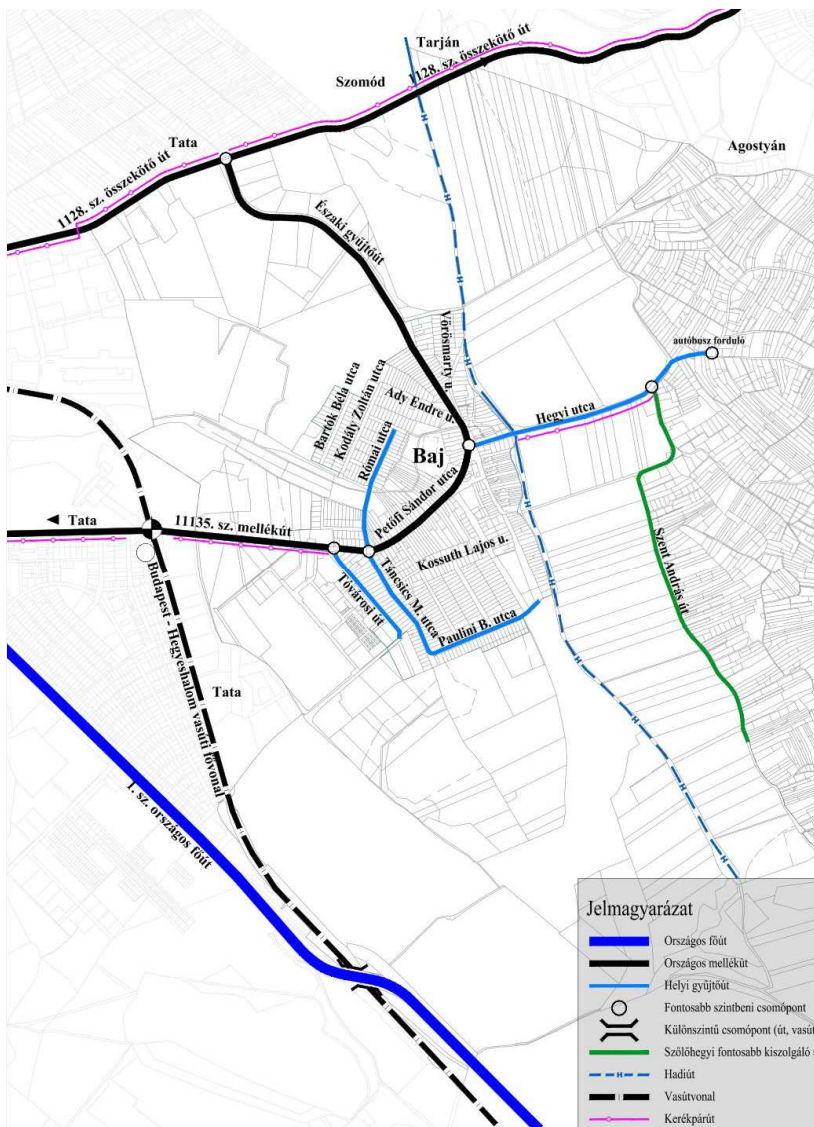 Tarján
1128. sz. összekötő út
Szomód
Tata
1128. sz. összekötő út
Agostyán
Északi gyűjtőút
Vörösmarty u.
autóbusz forduló
Bartók Béla utca
Kodály Zoltán utca
Ady Endre u.
Hegyi utca
Római utca
Baj
Petőfi Sándor utca
Tata
11135. sz. mellékút
Kossuth Lajos u.
Szent András út
Táncsics M. utca
Tóvárosi út
Paulini B. utca
Budapest - Hegyeshalom vasúti fővonal
Tata
1. sz. országos főút
H
H
H
H
H
H
Jelmagyarázat
Országos főút
Országos mellékút
Helyi gyűjtőút
Fontosabb szintbeni csomópont
Különszintű csomópont (út, vasút
Szőlőhegyi fontosabb kiszolgáló
H
Hadiút
Vasútvonal
Kerékpárút